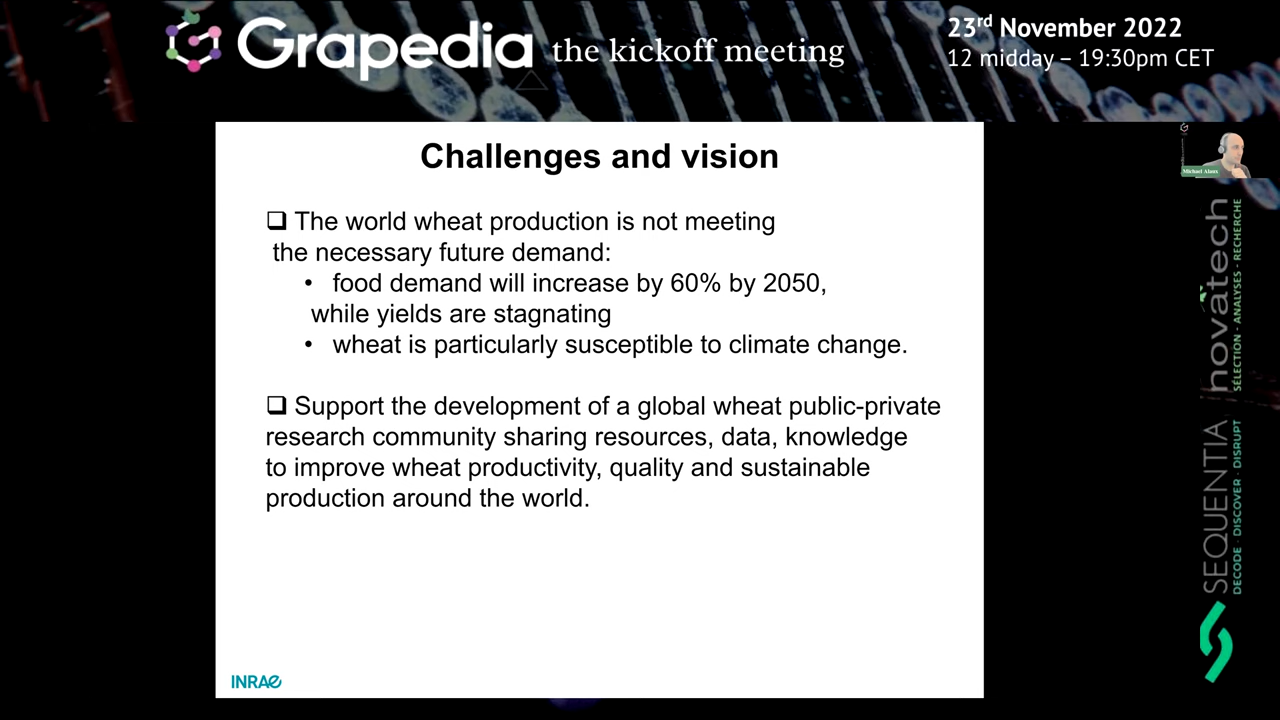 Grapedia the kickoff meeting
23rd November 2022
12 midday – 19:30pm CET
Challenges and vision
❑ The world wheat production is not meeting
the necessary future demand:
• food demand will increase by 60% by 2050,
while yields are stagnating
• wheat is particularly susceptible to climate change.
❑ Support the development of a global wheat public-private
research community sharing resources, data, knowledge
to improve wheat productivity, quality and sustainable
production around the world.
INRAE
Michael Alaux
novatech
SÉLECTION - ANALYSES - RECHERCHE
SEQUENTIA
DECODE · DISCOVER · DISRUPT